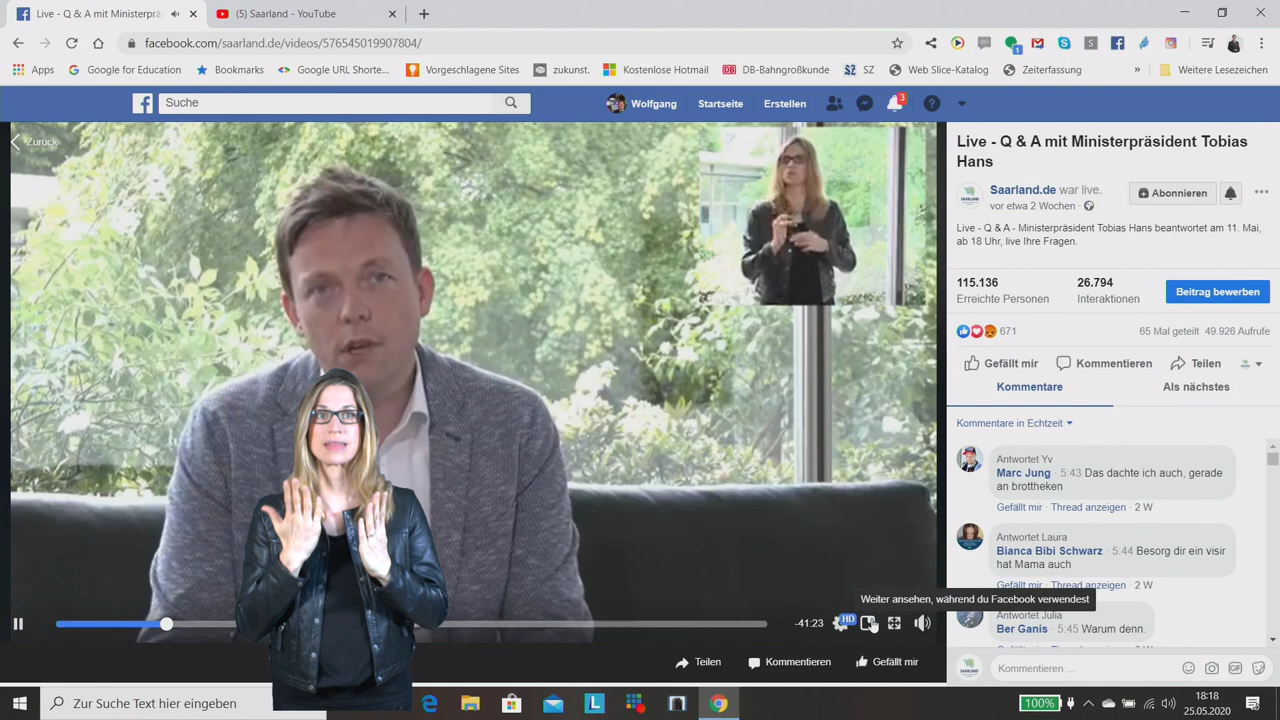 Live - Q & A mit Ministerpräs
(5) Saarland - YouTube
facebook.com/saarland.de/videos/576545019907804/
Apps
Google for Education
Bookmarks
Google URL Shorte...
Vorgeschlagene Sites
zukunst.
Kostenlose Hotmail
DB-Bahngroßkunde
SZ
Web Slice-Katalog
Zeiterfassung
»
Weitere Lesezeichen
Suche
Wolfgang
Startseite
Erstellen
3
Zurück
Live - Q & A mit Ministerpräsident Tobias
Hans
Saarland.de war live.
vor etwa 2 Wochen ·
Abonnieren
Live - Q & A - Ministerpräsident Tobias Hans beantwortet am 11. Mai,
ab 18 Uhr, live Ihre Fragen.
115.136
Erreichte Personen
26.794
Interaktionen
Beitrag bewerben
671
65 Mal geteilt 49.926 Aufrufe
Gefällt mir
Kommentieren
Teilen
Kommentare
Als nächstes
Kommentare in Echtzeit
Antwortet Yv
Marc Jung · 5:43 Das dachte ich auch, gerade
an brottheken
Gefällt mir · Thread anzeigen · 2 W
Antwortet Laura
Bianca Bibi Schwarz · 5:44 Besorg dir ein visir
hat Mama auch
Gefällt mir · Thread anzeigen · 2 W
Weiter ansehen, während du Facebook verwendest
Antwortet Julia
Ber Ganis · 5:45 Warum denn.
-41:23
HD
Teilen
Kommentieren
Gefällt mir
Kommentieren ...
GIF
Zur Suche Text hier eingeben
L
100%
18:18
25.05.2020